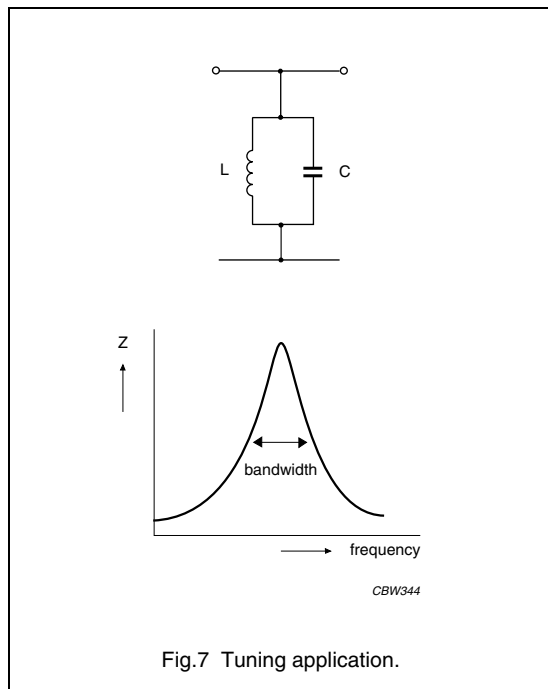 L
C
Z
bandwidth
frequency
CBW344
Fig.7 Tuning application.